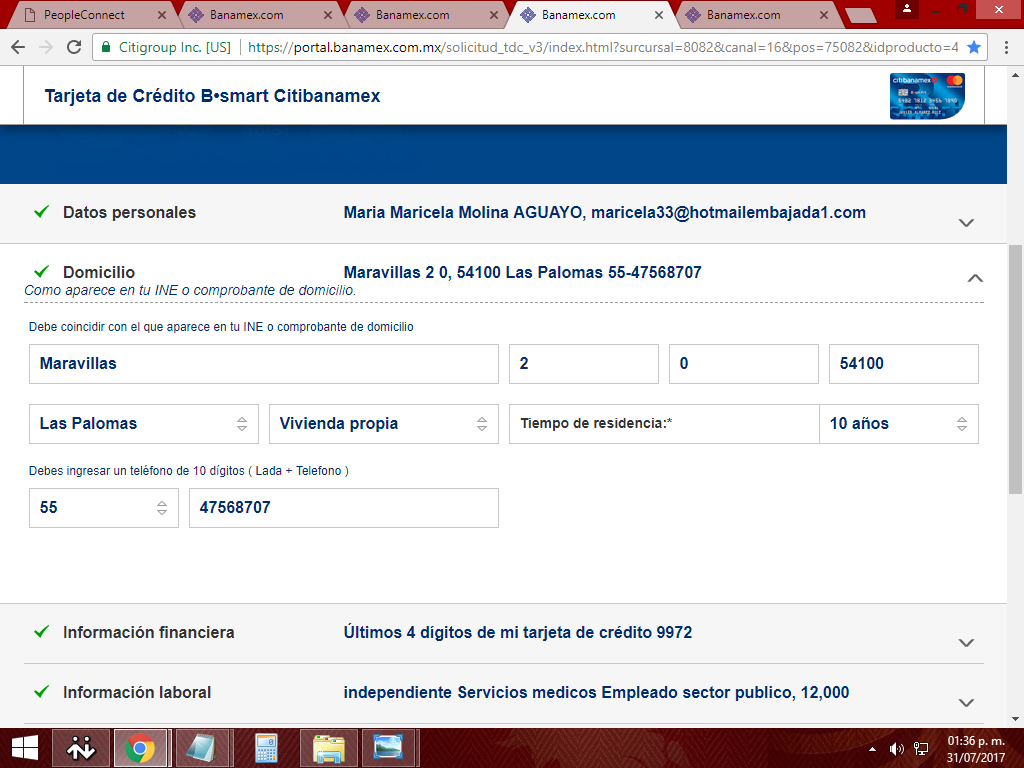 PeopleConnect
Banamex.com
Banamex.com
Banamex.com
Banamex.com
Citigroup Inc. [US]
https://portal.banamex.com.mx/solicitud_tdc_v3/index.html?surcursal=8082&canal=16&pos=75082&idproducto=4
Tarjeta de Crédito B•smart Citibanamex
citibanamex
Datos personales
Maria Maricela Molina AGUAYO, maricela33@hotmailembajada1.com
Domicilio
Maravillas 2 0, 54100 Las Palomas 55-47568707
Como aparece en tu INE o comprobante de domicilio.
Debe coincidir con el que aparece en tu INE o comprobante de domicilio
Maravillas
2
0
54100
Las Palomas
Vivienda propia
Tiempo de residencia:*
10 años
Debes ingresar un teléfono de 10 dígitos ( Lada + Telefono )
55
47568707
Información financiera
Últimos 4 dígitos de mi tarjeta de crédito 9972
Información laboral
independiente Servicios medicos Empleado sector publico, 12,000
01:36 p. m.
31/07/2017